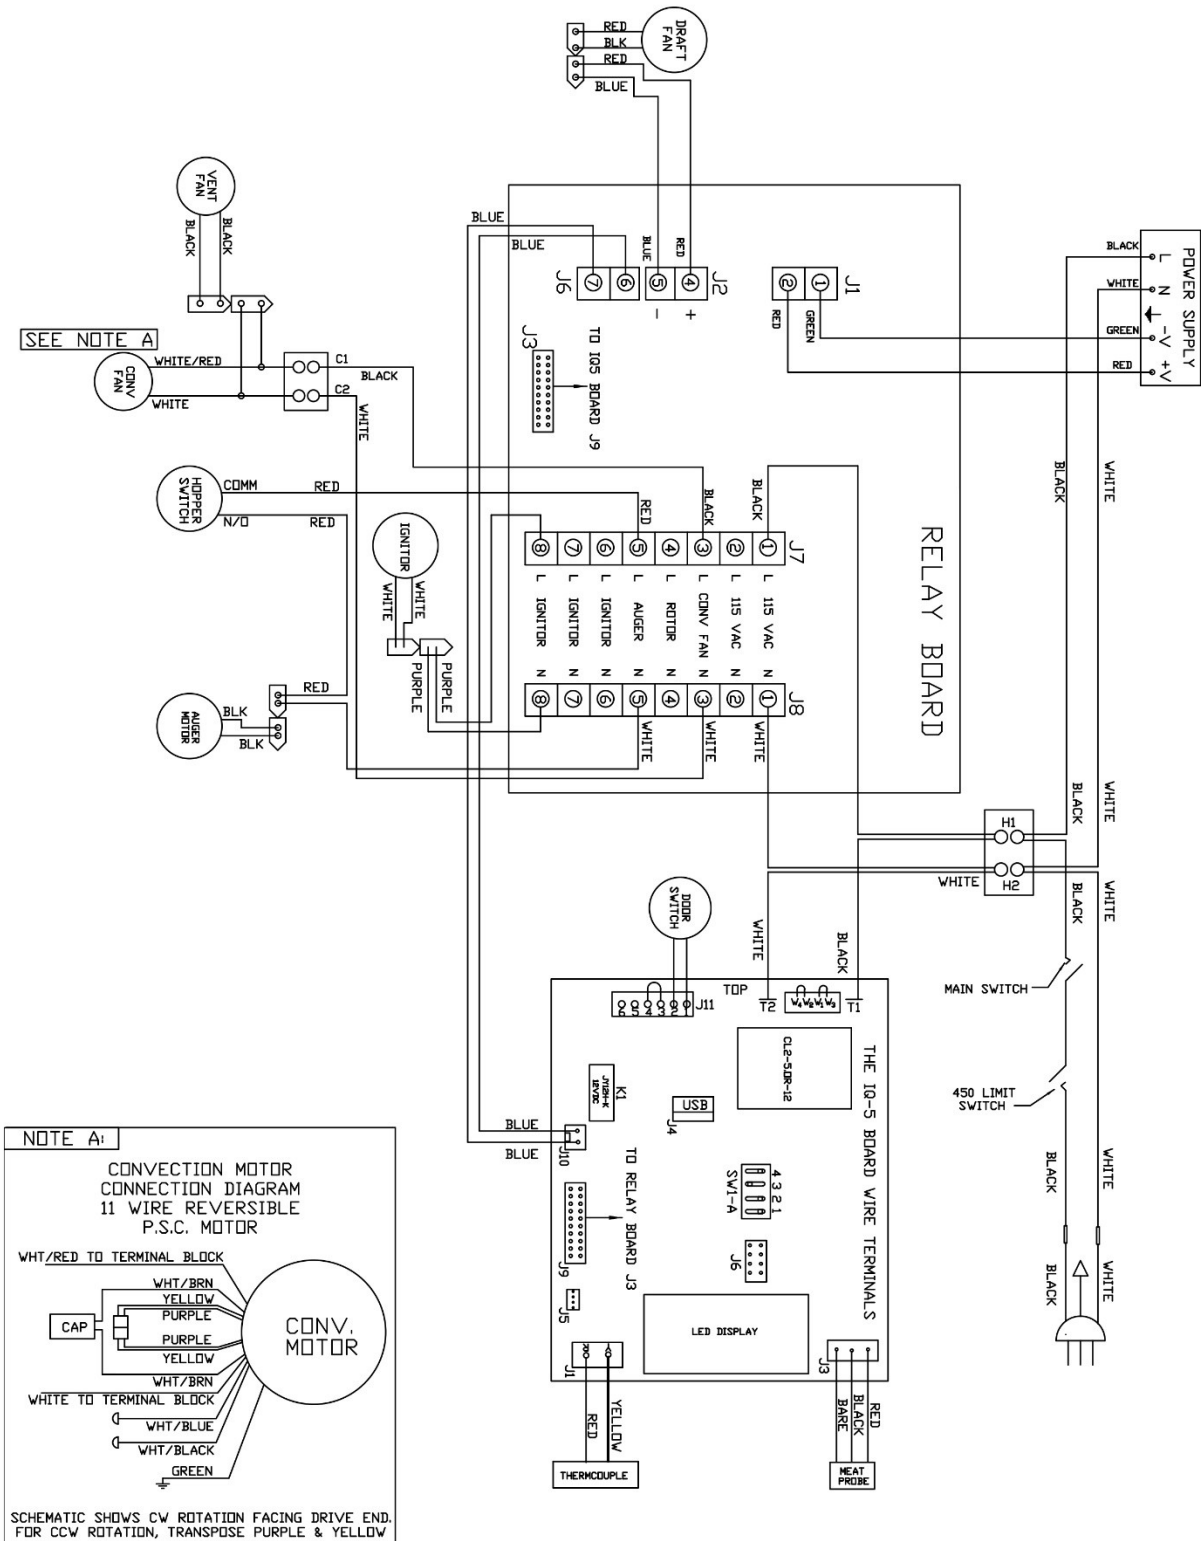 RED
BLK
RED
BLUE
DRAFT
FAN
VENT
FAN
BLACK
BLACK
BLUE
BLUE
BLUE
RED
J6
7
6
J2
5
4
-
+
J1
2
1
RED
GREEN
POWER SUPPLY
L
N
-V
+V
BLACK
WHITE
GREEN
RED
SEE NOTE A
CONV
FAN
WHITE/RED
WHITE
C1
C2
BLACK
WHITE
J3
TO IQ5 BOARD J9
BLACK
WHITE
HOPPER
SWITCH
COMM
N/O
RED
RED
IGNITOR
WHITE
WHITE
PURPLE
PURPLE
RED
BLACK
BLACK
RELAY BOARD
J7
8
7
6
5
4
3
2
1
L IGNITOR N
L IGNITOR N
L IGNITOR N
L AUGER N
L ROTOR N
L CONV FAN N
L 115 VAC N
L 115 VAC N
J8
8
7
6
5
4
3
2
1
WHITE
WHITE
WHITE
RED
AUGER
MOTOR
BLK
BLK
BLACK
WHITE
H1
H2
WHITE
BLACK
WHITE
MAIN SWITCH
450 LIMIT
SWITCH
BLACK
WHITE
BLACK
WHITE
DOOR
SWITCH
WHITE
BLACK
TOP
T2
W4 W2 W1 W3
T1
J11
6 5 4 3 2 1
CL2-5DR-12
THE IQ-5 BOARD WIRE TERMINALS
K1
JY12H-K
12VDC
USB
J4
BLUE
BLUE
J10
TO RELAY BOARD J3
4 3 2 1
SW1-A
J9
J6
J5
LED DISPLAY
J1
J3
RED
YELLOW
BARE
BLACK
RED
THERMCOUPLE
MEAT
PROBE
NOTE A:
CONVECTION MOTOR
CONNECTION DIAGRAM
11 WIRE REVERSIBLE
P.S.C. MOTOR
WHT/RED TO TERMINAL BLOCK
WHT/BRN
YELLOW
PURPLE
CAP
PURPLE
YELLOW
WHT/BRN
WHITE TO TERMINAL BLOCK
WHT/BLUE
WHT/BLACK
GREEN
CONV.
MOTOR
SCHEMATIC SHOWS CW ROTATION FACING DRIVE END.
FOR CCW ROTATION, TRANSPOSE PURPLE & YELLOW